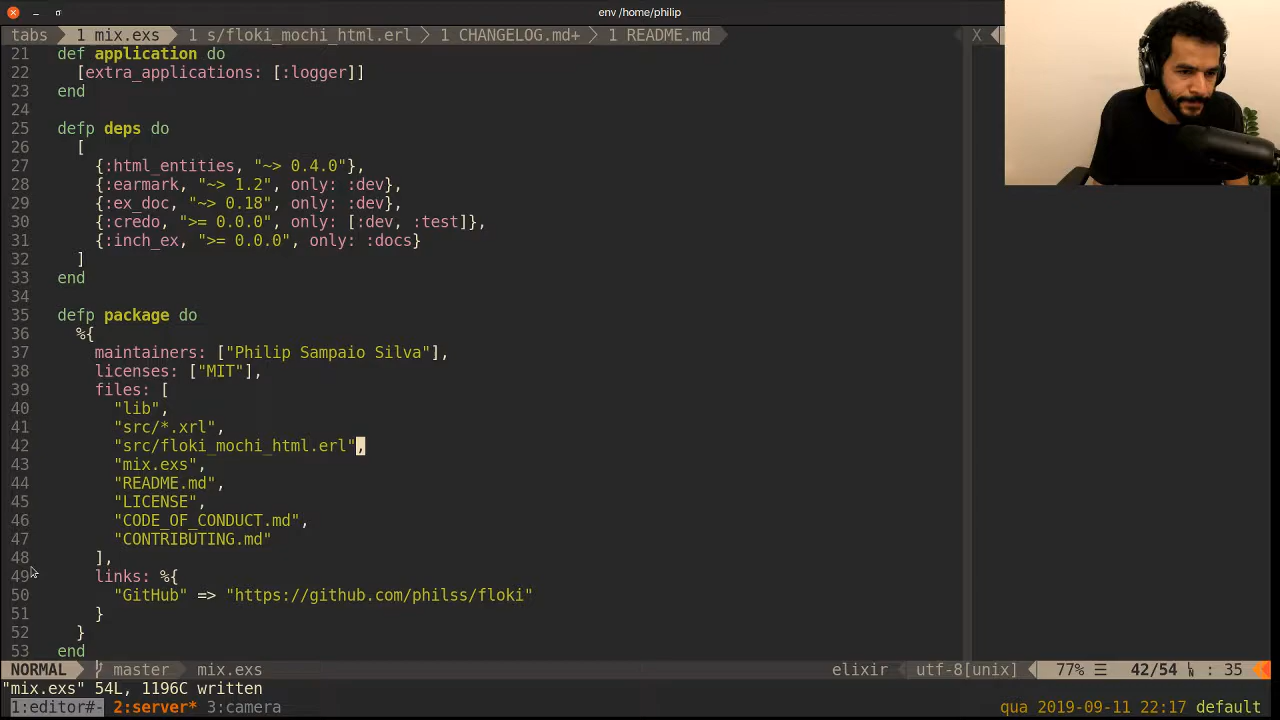 env /home/philip
tabs 1 mix.exs 1 s/floki_mochi_html.erl 1 CHANGELOG.md+ 1 README.md X
21 def application do
22 [extra_applications: [:logger]]
23 end
24
25 defp deps do
26 [
27 {:html_entities, "~> 0.4.0"},
28 {:earmark, "~> 1.2", only: :dev},
29 {:ex_doc, "~> 0.18", only: :dev},
30 {:credo, ">= 0.0.0", only: [:dev, :test]},
31 {:inch_ex, ">= 0.0.0", only: :docs}
32 ]
33 end
34
35 defp package do
36 %{
37 maintainers: ["Philip Sampaio Silva"],
38 licenses: ["MIT"],
39 files: [
40 "lib",
41 "src/*.xrl",
42 "src/floki_mochi_html.erl",
43 "mix.exs",
44 "README.md",
45 "LICENSE",
46 "CODE_OF_CONDUCT.md",
47 "CONTRIBUTING.md"
48 ],
49 links: %{
50 "GitHub" => "https://github.com/philss/floki"
51 }
52 }
53 end
NORMAL master mix.exs elixir utf-8[unix] 77% ☰ 42/54 : 35
"mix.exs" 54L, 1196C written
1:editor#- 2:server* 3:camera qua 2019-09-11 22:17 default